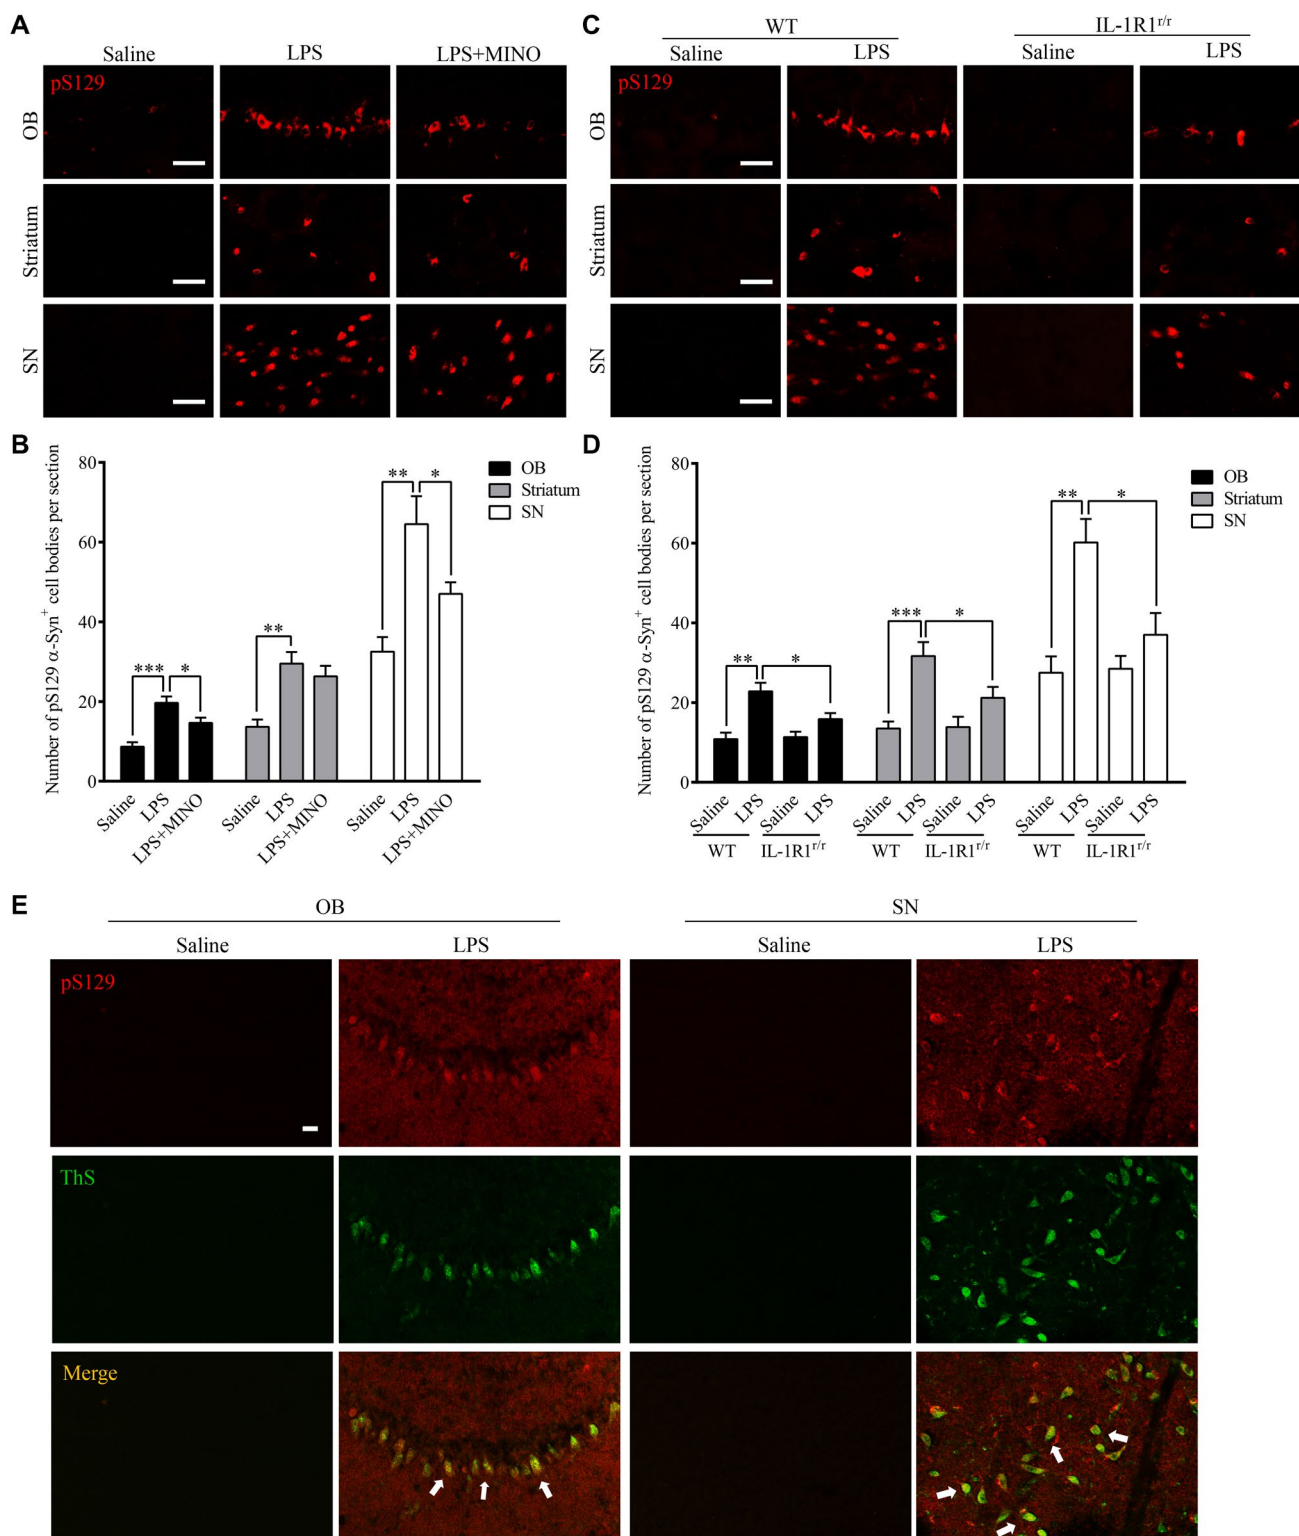 A
Saline LPS LPS+MINO
pS129
OB
Striatum
SN
C
WT IL-1R1r/r
Saline LPS Saline LPS
pS129
OB
Striatum
SN
B
Number of pS129 α-Syn+ cell bodies per section
80
60
40
20
0
*** * ** ** *
OB
Striatum
SN
Saline LPS LPS+MINO Saline LPS LPS+MINO Saline LPS LPS+MINO
D
Number of pS129 α-Syn+ cell bodies per section
80
60
40
20
0
** * *** * ** *
OB
Striatum
SN
Saline LPS Saline LPS Saline LPS Saline LPS Saline LPS Saline LPS
WT IL-1R1r/r WT IL-1R1r/r WT IL-1R1r/r
E
OB SN
Saline LPS Saline LPS
pS129
ThS
Merge